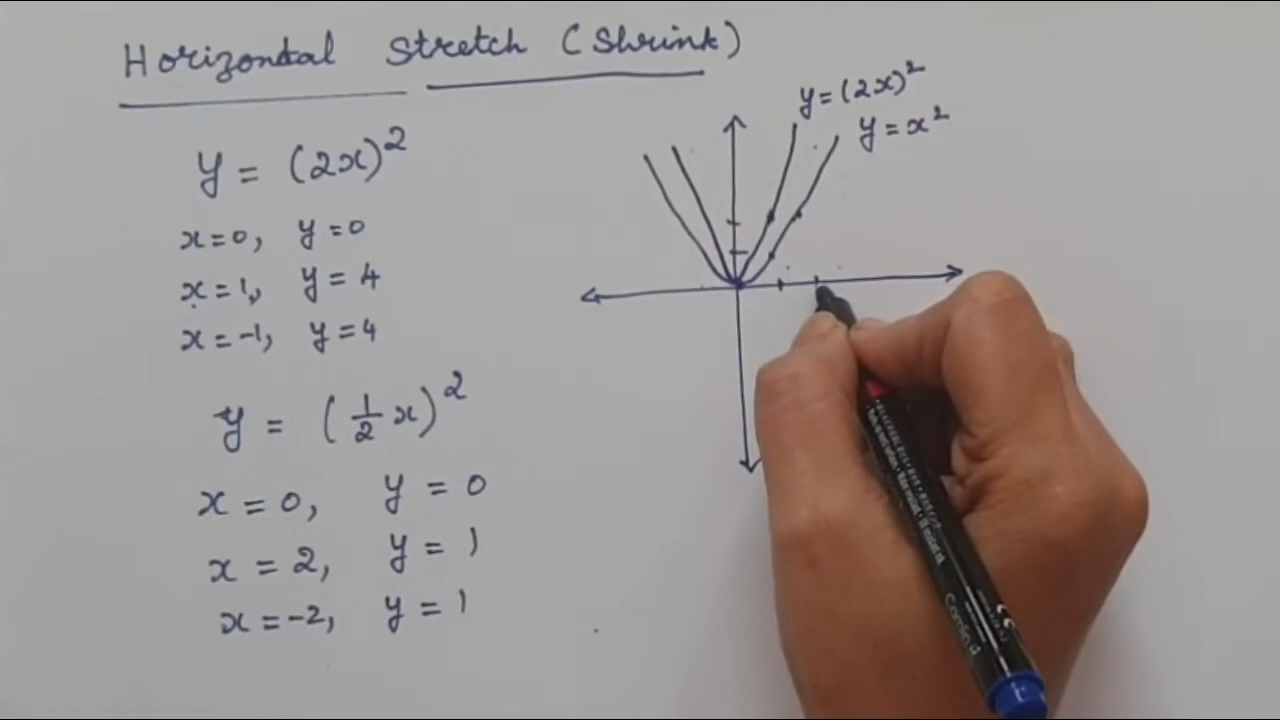 Horizontal Stretch (Shrink)
y = (2x)²
x=0, y=0
x=1, y=4
x=-1, y=4
y = (1/2 x)²
x = 0, y = 0
x = 2, y = 1
x = -2, y = 1
y=(2x)²
y=x²